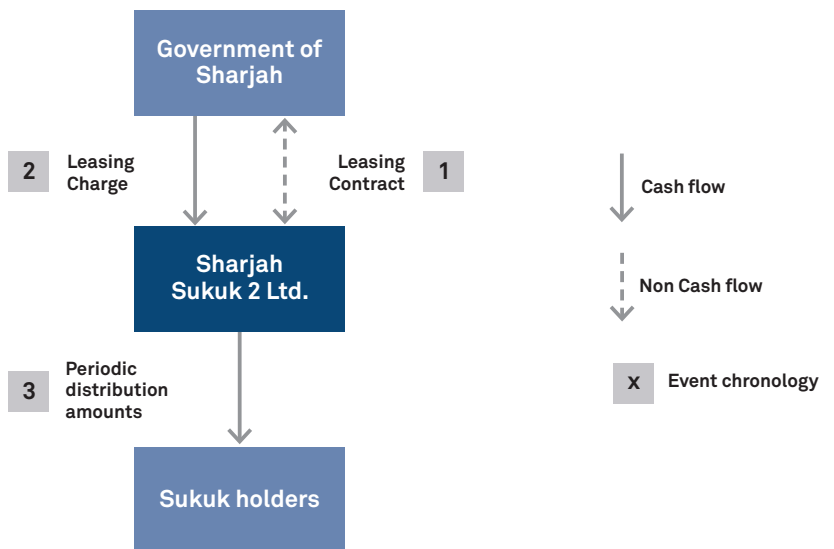 Government of
Sharjah
2
Leasing
Charge
Leasing
Contract
1
Cash flow
Sharjah
Sukuk 2 Ltd.
Non Cash flow
3
Periodic
distribution
amounts
x
Event chronology
Sukuk holders